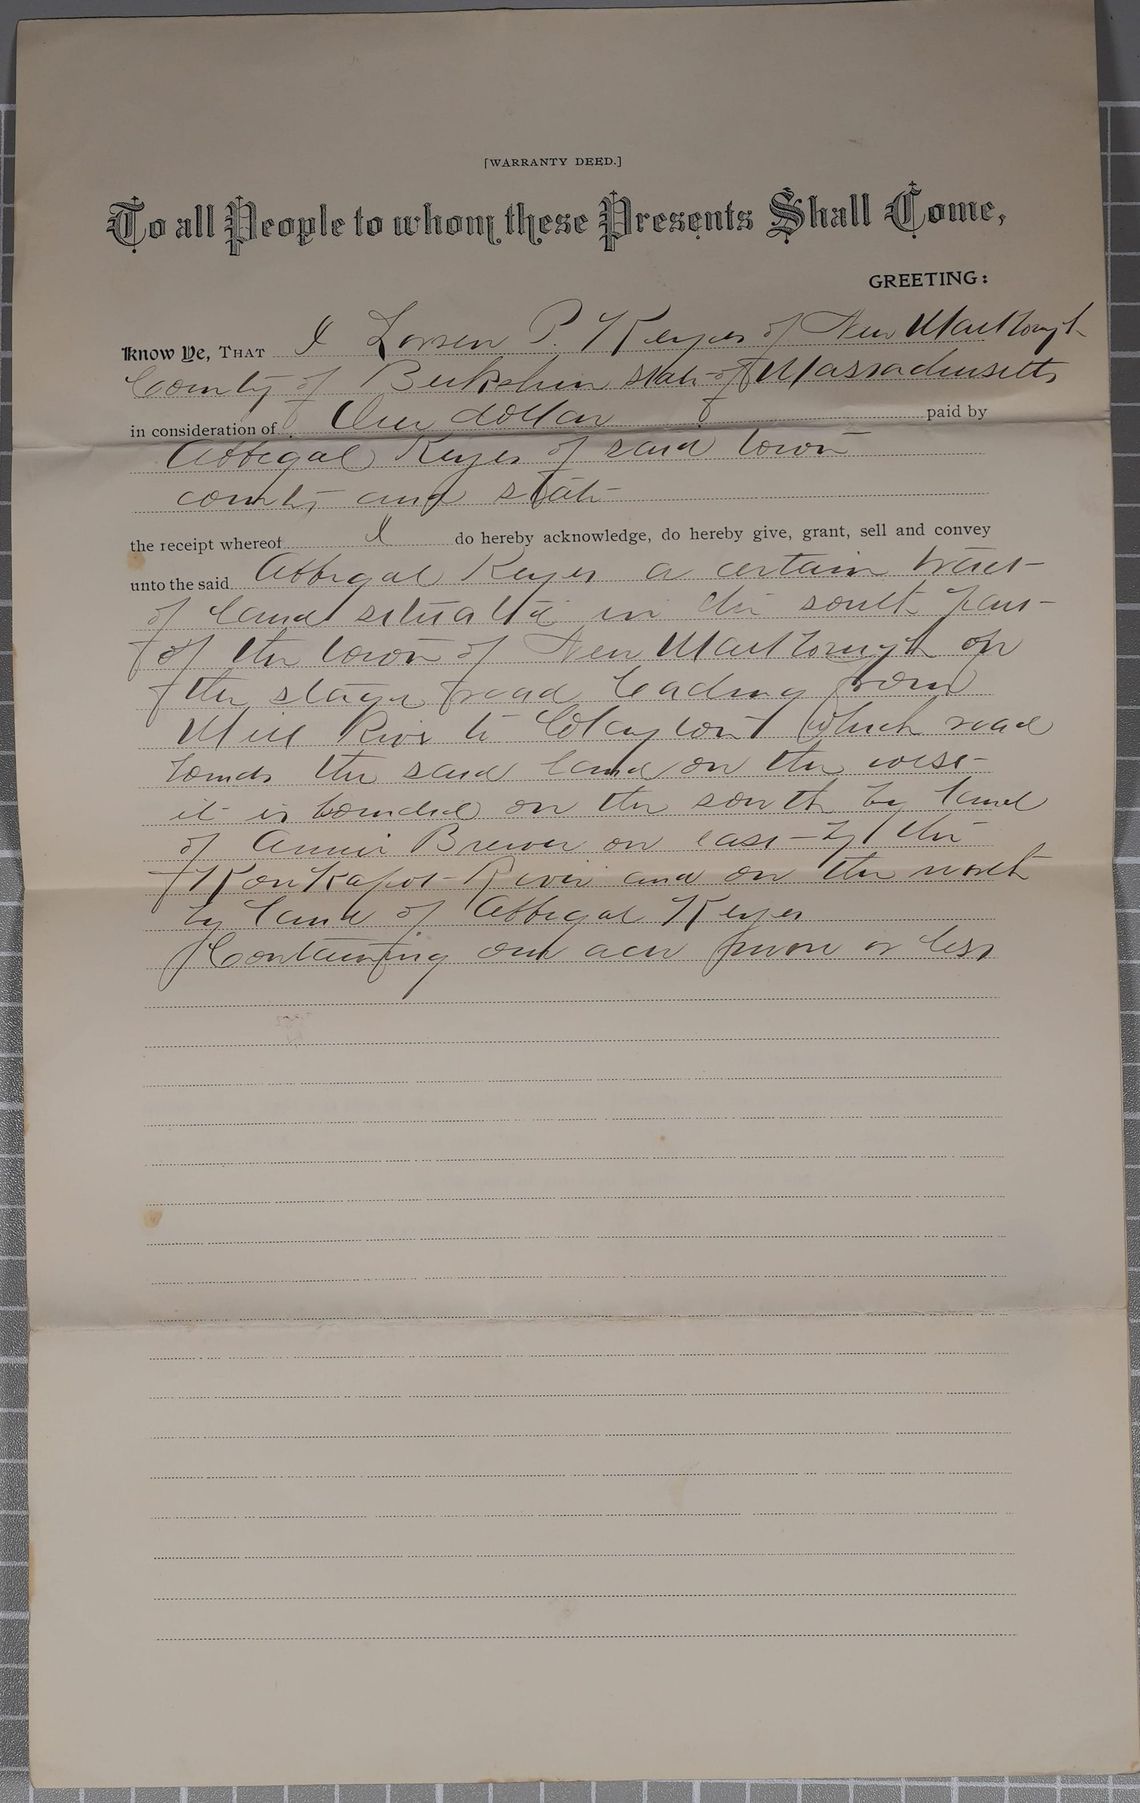 [WARRANTY DEED.]
To all People to whom these Presents Shall Come,
GREETING:
Know Ye, THAT I P. Keyes of New Marlborough
County of Berkshire state of Massachusetts
in consideration of One dollar paid by
Abbegal Keyes of said town
county and state
the receipt whereof I do hereby acknowledge, do hereby give, grant, sell and convey
unto the said Abbegal Keyes a certain tract
of land situated in the south part
of the town of New Marlborough on
the stage road leading from
Mill River to Clayton which road
bounds the said land on the west
it is bounded on the south by land
of Annie Brewer on east by the
Konkapot River and on the north
by land of Abbegal Keyes
Containing one acre more or less